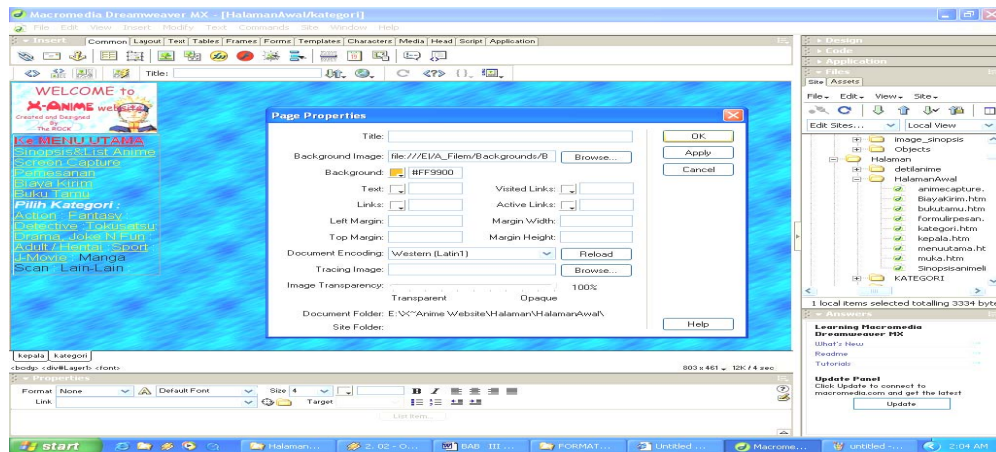 Macromedia Dreamweaver MX - [HalamanAwal/kategori]
File Edit View Insert Modify Text Commands Site Window Help
Insert Common Layout Text Tables Frames Forms Templates Characters Media Head Script Application
Title:
WELCOME to
X-ANIME website
Created and Designed
By
The ROCK
Ke MENU UTAMA
Sinopsis&List Anime
Screen Capture
Pemesanan
Biaya Kirim
Buku Tamu
Pilih Kategori :
Action : Fantasy :
Detective : Tokusatsu
Drama, Joke N Fun :
Adult / Hentai : Sport :
J-Movie : Manga
Scan : Lain-Lain :
Page Properties
Title:
OK
Background Image: file:///E|/A_Filem/Backgrounds/B Browse...
Apply
Background: #FF9900
Cancel
Text: Visited Links:
Links: Active Links:
Left Margin: Margin Width:
Top Margin: Margin Height:
Document Encoding: Western (Latin1) Reload
Tracing Image: Browse...
Image Transparency: 100%
Transparent Opaque
Document Folder: E:\X~Anime Website\Halaman\HalamanAwal\
Site Folder:
Help
kepala kategori
<body> <div#Layer1> <font>
803 x 461 12K / 4 sec
Properties
Format None Default Font Size 4 B I
Link Target
List Item...
Design
Code
Application
Files
Site Assets
File Edit View Site
Edit Sites... Local View
image_sinopsis
Objects
Halaman
detilanime
HalamanAwal
animecapture.
BiayaKirim.htm
bukutamu.htm
formulirpesan.
kategori.htm
kepala.htm
menuutama.ht
muka.htm
Sinopsisanimeli
KATEGORI
1 local items selected totalling 3334 byte
Answers
Learning Macromedia
Dreamweaver MX
What's New
Readme
Tutorials
Update Panel
Click Update to connect to
macromedia.com and get the latest
Update
start Halaman... 2. 02 - O... BAB III ... FORMAT... Untitled ... Macrome... untitled -... 2:04 AM